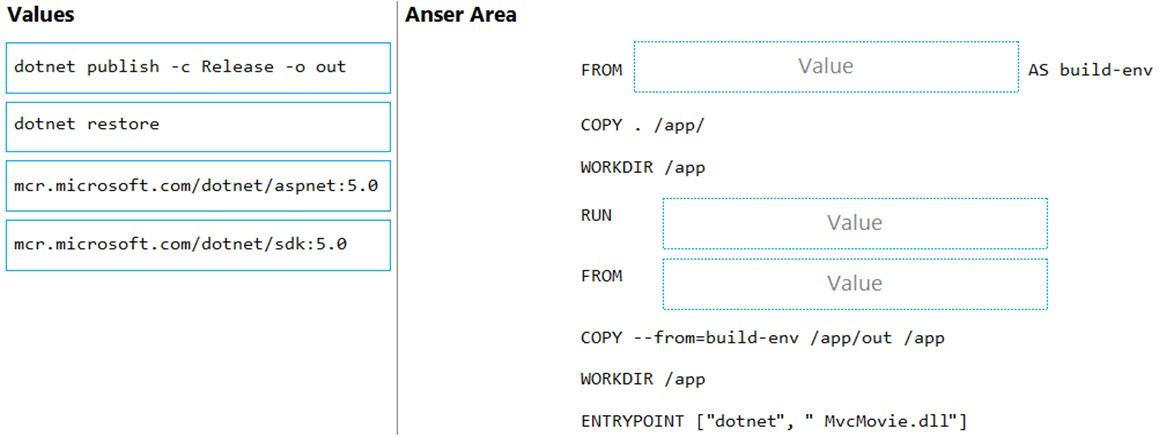 Values
dotnet publish -c Release -o out
dotnet restore
mcr.microsoft.com/dotnet/aspnet:5.0
mcr.microsoft.com/dotnet/sdk:5.0
Anser Area
FROM Value AS build-env
COPY . /app/
WORKDIR /app
RUN Value
FROM Value
COPY --from=build-env /app/out /app
WORKDIR /app
ENTRYPOINT ["dotnet", " MvcMovie.dll"]